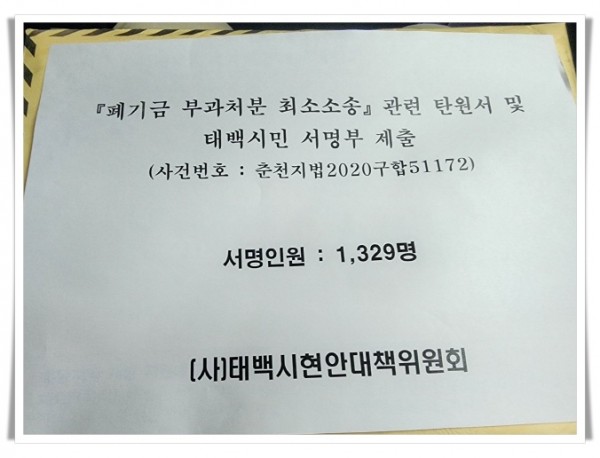 『폐기금 부과처분 최소소송』 관련 탄원서 및
태백시민 서명부 제출
(사건번호 : 춘천지법2020구합51172)
서명인원 : 1,329명
(사)태백시현안대책위원회